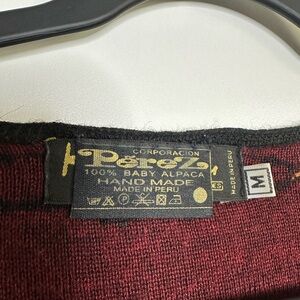 CORPORACION
Pérez
100% BABY ALPACA
HAND MADE
MADE IN PERU
MADE IN PERU
M